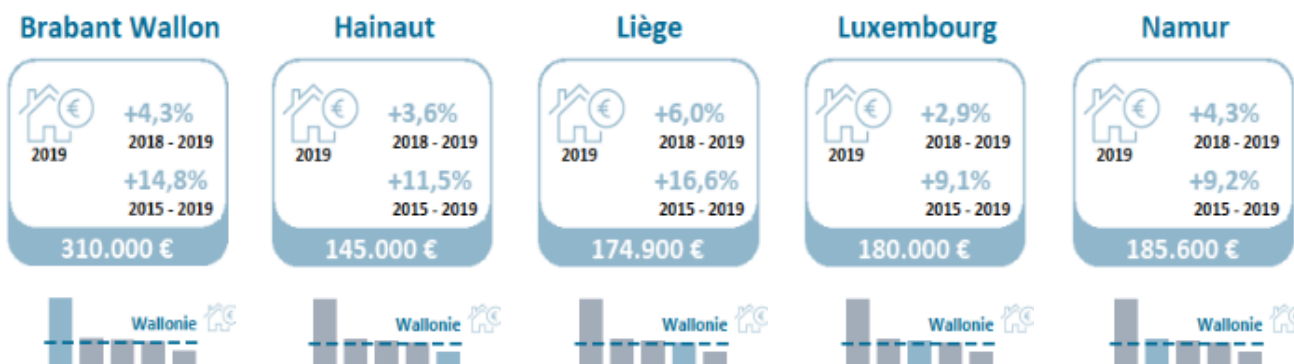 Brabant Wallon
€
+4,3%
2018 - 2019
2019
+14,8%
2015 - 2019
310.000 €
Wallonie
€
Hainaut
€
+3,6%
2018 - 2019
2019
+11,5%
2015 - 2019
145.000 €
Wallonie
€
Liège
€
+6,0%
2018 - 2019
2019
+16,6%
2015 - 2019
174.900 €
Wallonie
€
Luxembourg
€
+2,9%
2018 - 2019
2019
+9,1%
2015 - 2019
180.000 €
Wallonie
€
Namur
€
+4,3%
2018 - 2019
2019
+9,2%
2015 - 2019
185.600 €
Wallonie